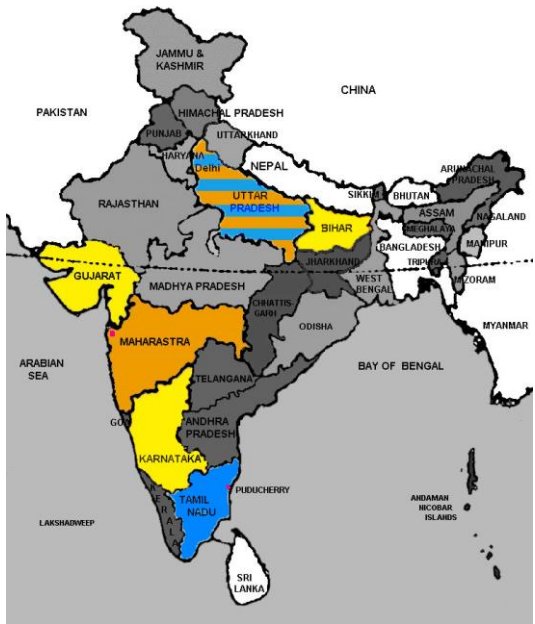 JAMMU &
KASHMIR
CHINA
PAKISTAN
HIMACHAL PRADESH
PUNJAB
UTTARKHAND
HARYANA
Delhi
NEPAL
ARUNACHAL
PRADESH
SIKKIM
BHUTAN
RAJASTHAN
UTTAR
PRADESH
ASSAM
NAGALAND
BIHAR
MEGHALAYA
BANGLADESH
MANIPUR
JHARKHAND
TRIPURA
GUJARAT
MADHYA PRADESH
WEST
BENGAL
MIZORAM
CHHATTIS-
GARH
ODISHA
MYANMAR
MAHARASTRA
ARABIAN
SEA
BAY OF BENGAL
TELANGANA
GOA
ANDHRA
PRADESH
KARNATAKA
PUDUCHERRY
TAMIL
NADU
KERALA
ANDAMAN
NICOBAR
ISLANDS
LAKSHADWEEP
SRI
LANKA